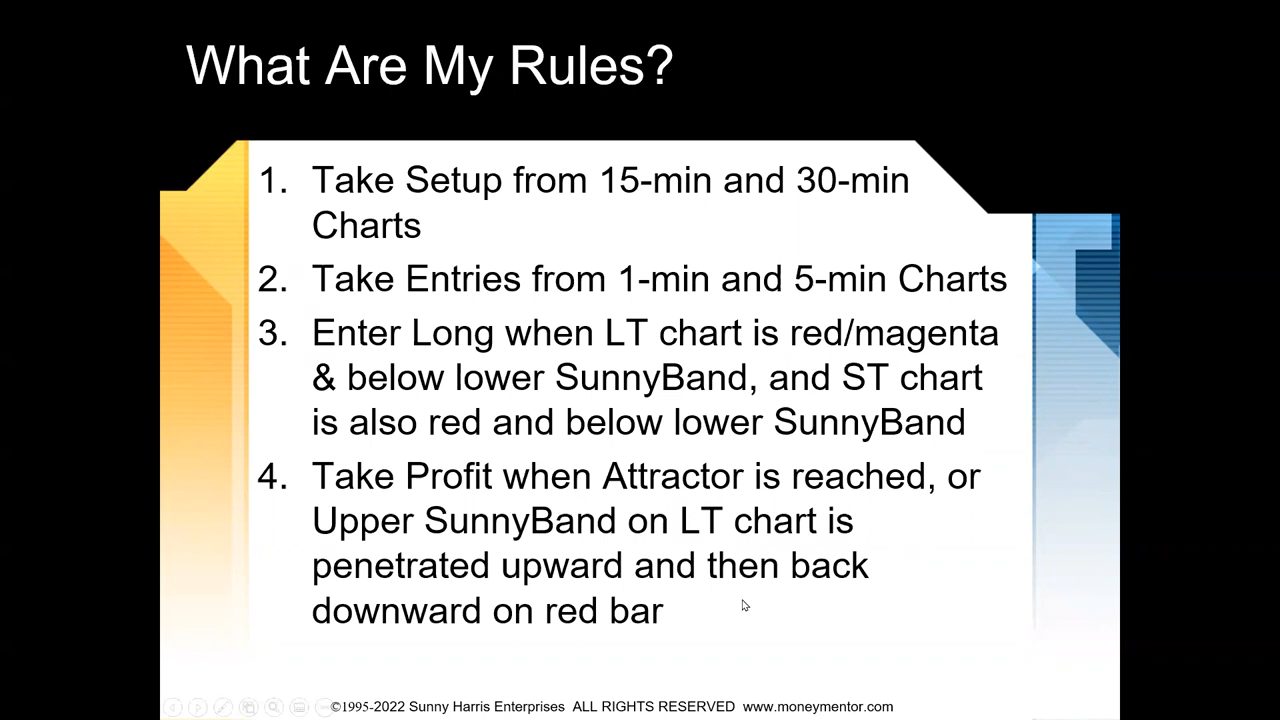 What Are My Rules?
1. Take Setup from 15-min and 30-min
Charts
2. Take Entries from 1-min and 5-min Charts
3. Enter Long when LT chart is red/magenta
& below lower SunnyBand, and ST chart
is also red and below lower SunnyBand
4. Take Profit when Attractor is reached, or
Upper SunnyBand on LT chart is
penetrated upward and then back
downward on red bar
©1995-2022 Sunny Harris Enterprises ALL RIGHTS RESERVED www.moneymentor.com